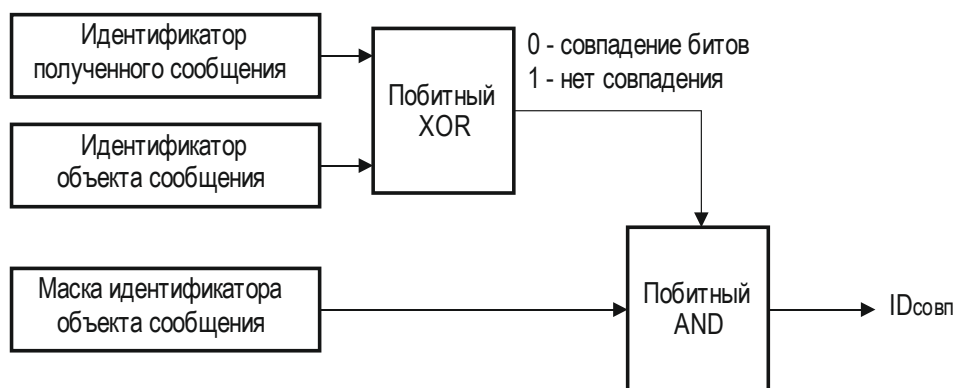 Идентификатор
полученного сообщения
Идентификатор
объекта сообщения
Побитный
XOR
0 - совпадение битов
1 - нет совпадения
Маска идентификатора
объекта сообщения
Побитный
AND
IDсовп